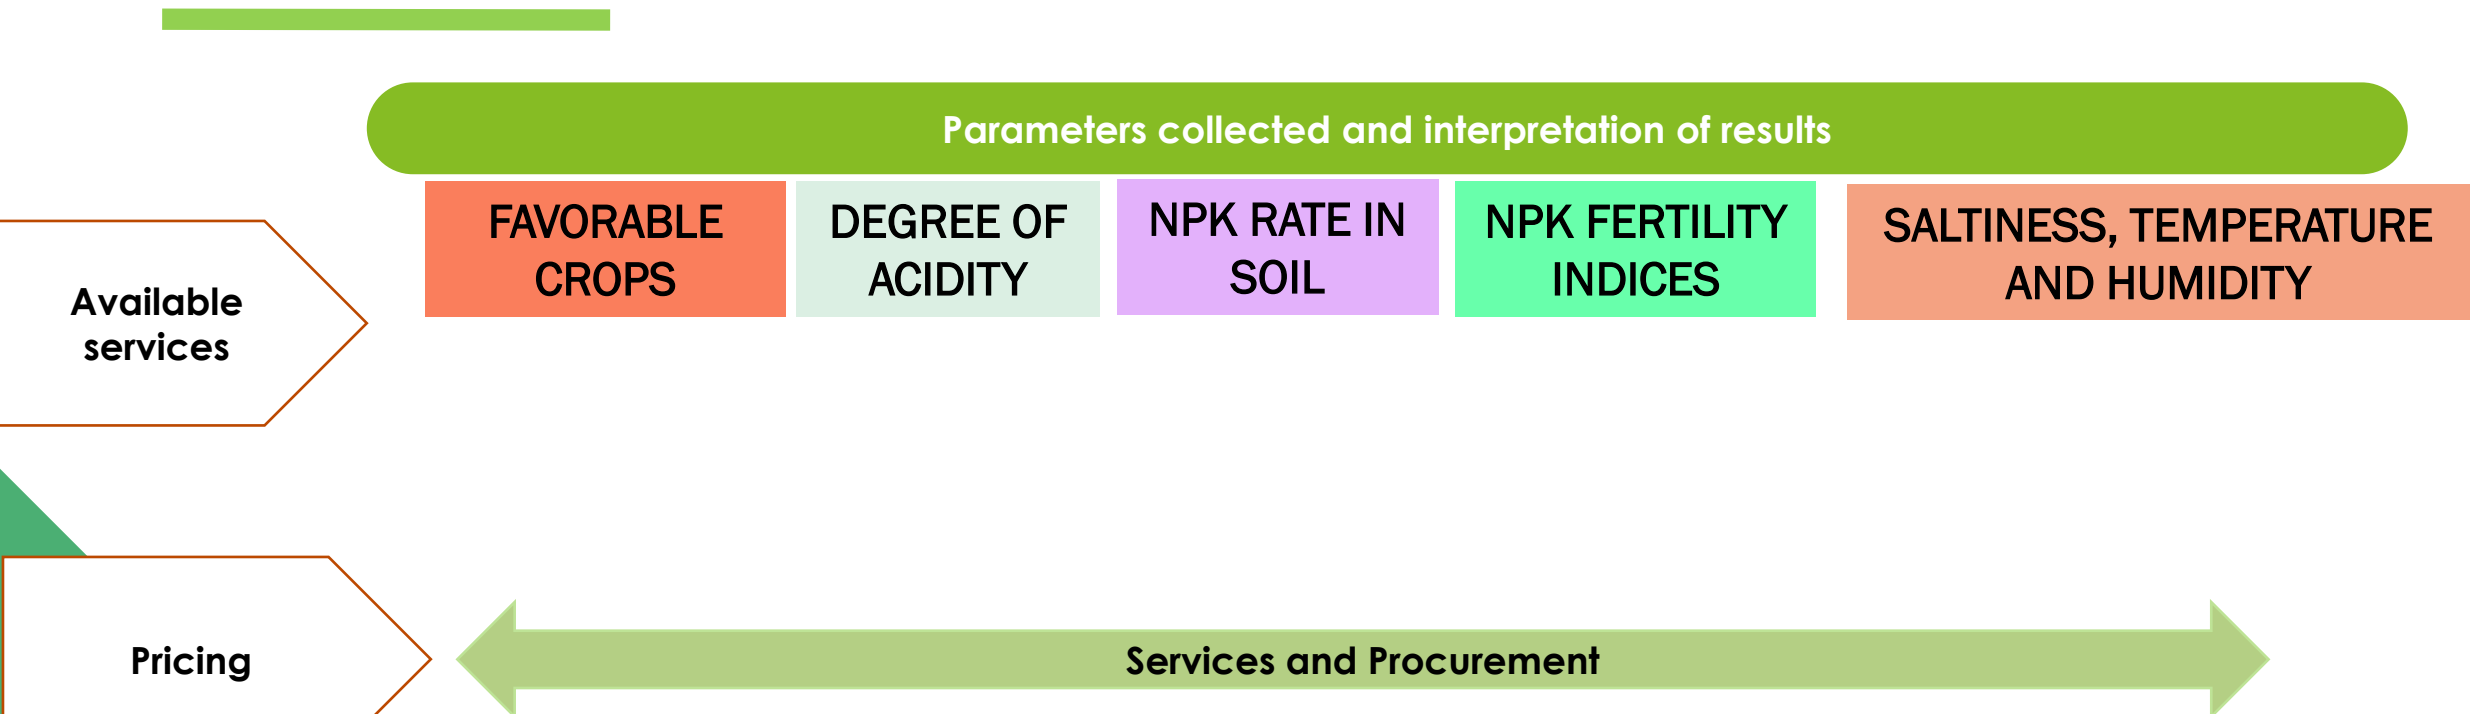 Parameters collected and interpretation of results
FAVORABLE
CROPS
DEGREE OF
ACIDITY
NPK RATE IN
SOIL
NPK FERTILITY
INDICES
SALTINESS, TEMPERATURE
AND HUMIDITY
Available
services
Pricing
Services and Procurement